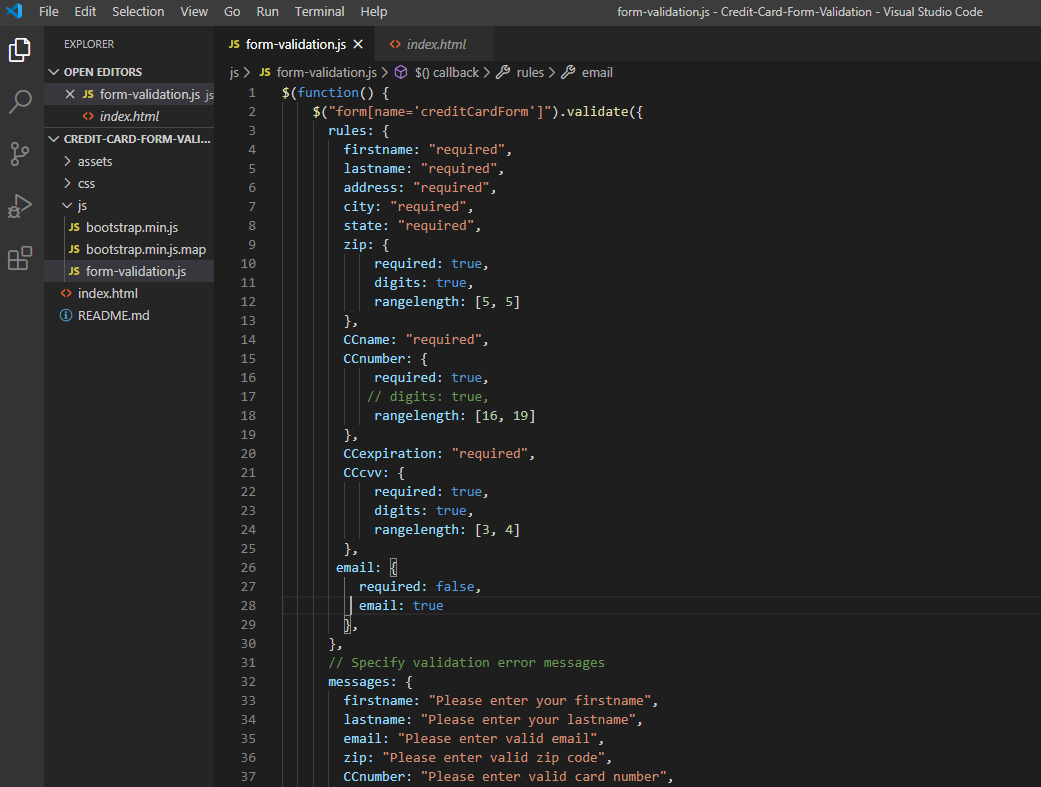 File Edit Selection View Go Run Terminal Help form-validation.js - Credit-Card-Form-Validation - Visual Studio Code
EXPLORER
OPEN EDITORS
JS form-validation.js js
<> index.html
CREDIT-CARD-FORM-VALI...
assets
css
js
JS bootstrap.min.js
JS bootstrap.min.js.map
JS form-validation.js
<> index.html
README.md
JS form-validation.js <> index.html
js > JS form-validation.js > $() callback > rules > email
1 $(function() {
2 $("form[name='creditCardForm']").validate({
3 rules: {
4 firstname: "required",
5 lastname: "required",
6 address: "required",
7 city: "required",
8 state: "required",
9 zip: {
10 required: true,
11 digits: true,
12 rangelength: [5, 5]
13 },
14 CCname: "required",
15 CCnumber: {
16 required: true,
17 // digits: true,
18 rangelength: [16, 19]
19 },
20 CCexpiration: "required",
21 CCcvv: {
22 required: true,
23 digits: true,
24 rangelength: [3, 4]
25 },
26 email: {
27 required: false,
28 email: true
29 },
30 },
31 // Specify validation error messages
32 messages: {
33 firstname: "Please enter your firstname",
34 lastname: "Please enter your lastname",
35 email: "Please enter valid email",
36 zip: "Please enter valid zip code",
37 CCnumber: "Please enter valid card number",